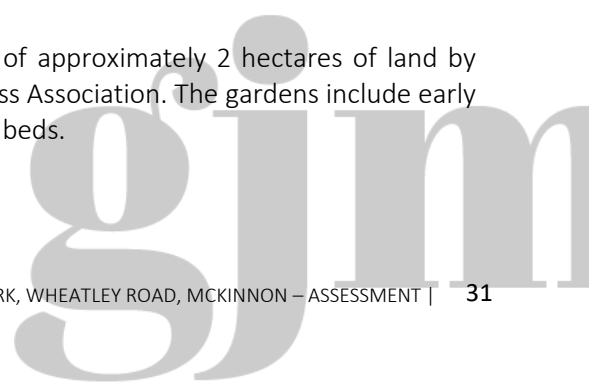 of approximately 2 hectares of land by
ss Association. The gardens include early
beds.
gjm
RK, WHEATLEY ROAD, MCKINNON – ASSESSMENT | 31